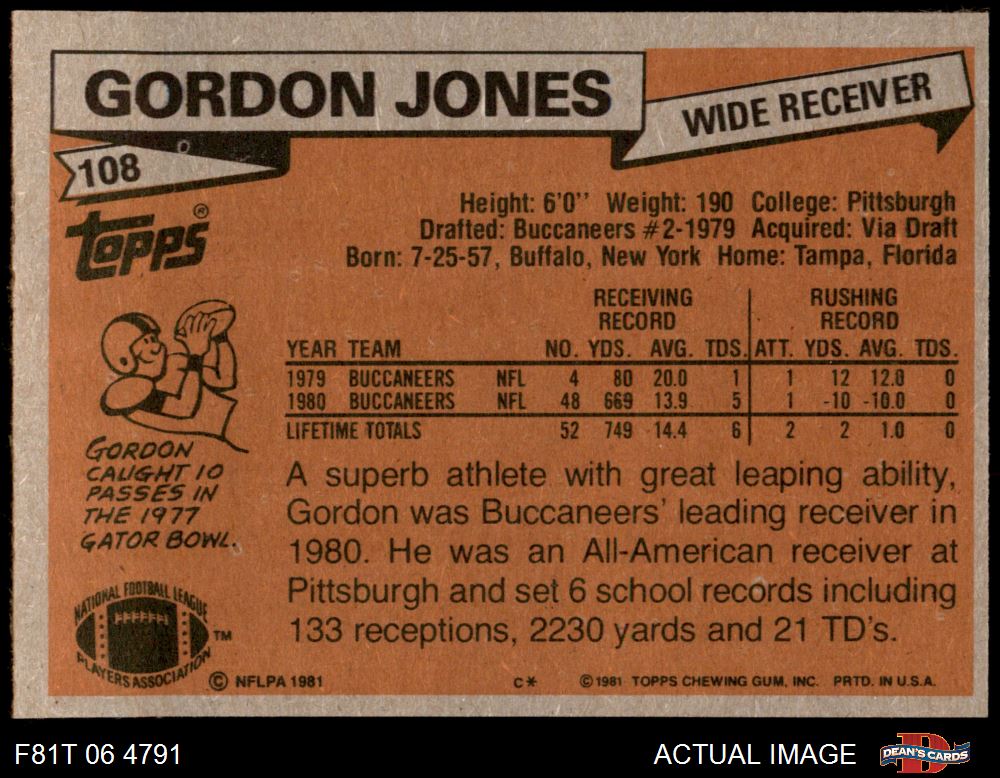 GORDON JONES
WIDE RECEIVER
108
Topps®
Height: 6'0'' Weight: 190 College: Pittsburgh
Drafted: Buccaneers #2-1979 Acquired: Via Draft
Born: 7-25-57, Buffalo, New York Home: Tampa, Florida
RECEIVING RUSHING
RECORD RECORD
YEAR TEAM NO. YDS. AVG. TDS. ATT. YDS. AVG. TDS.
1979 BUCCANEERS NFL 4 80 20.0 1 1 12 12.0 0
1980 BUCCANEERS NFL 48 669 13.9 5 1 -10 -10.0 0
LIFETIME TOTALS 52 749 14.4 6 2 2 1.0 0
GORDON
CAUGHT 10
PASSES IN
THE 1977
GATOR BOWL.
A superb athlete with great leaping ability,
Gordon was Buccaneers' leading receiver in
1980. He was an All-American receiver at
Pittsburgh and set 6 school records including
133 receptions, 2230 yards and 21 TD's.
NATIONAL FOOTBALL LEAGUE
PLAYERS ASSOCIATION
TM
© NFLPA 1981 C* © 1981 TOPPS CHEWING GUM, INC. PRTD. IN U.S.A.
F81T 06 4791 ACTUAL IMAGE D DEAN'S CARDS